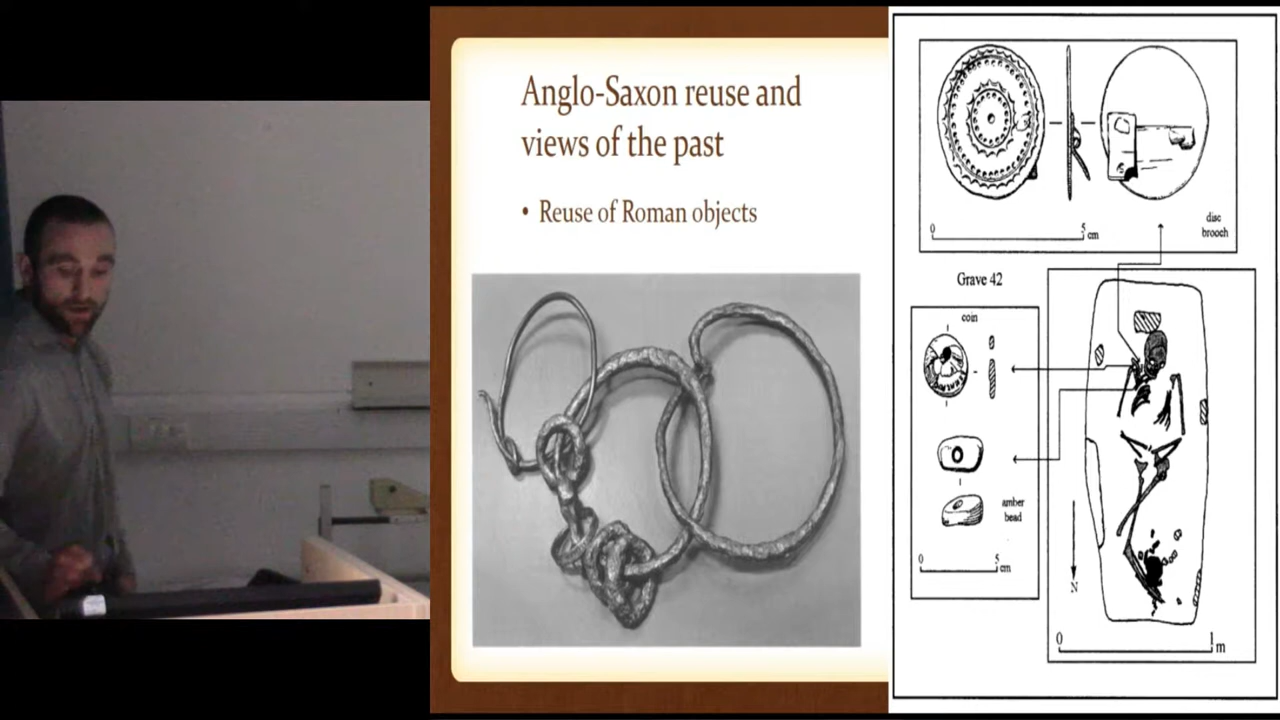 Anglo-Saxon reuse and
views of the past
• Reuse of Roman objects
0
5 cm
disc
brooch
Grave 42
coin
amber
bead
0
5 cm
N
0
1 m